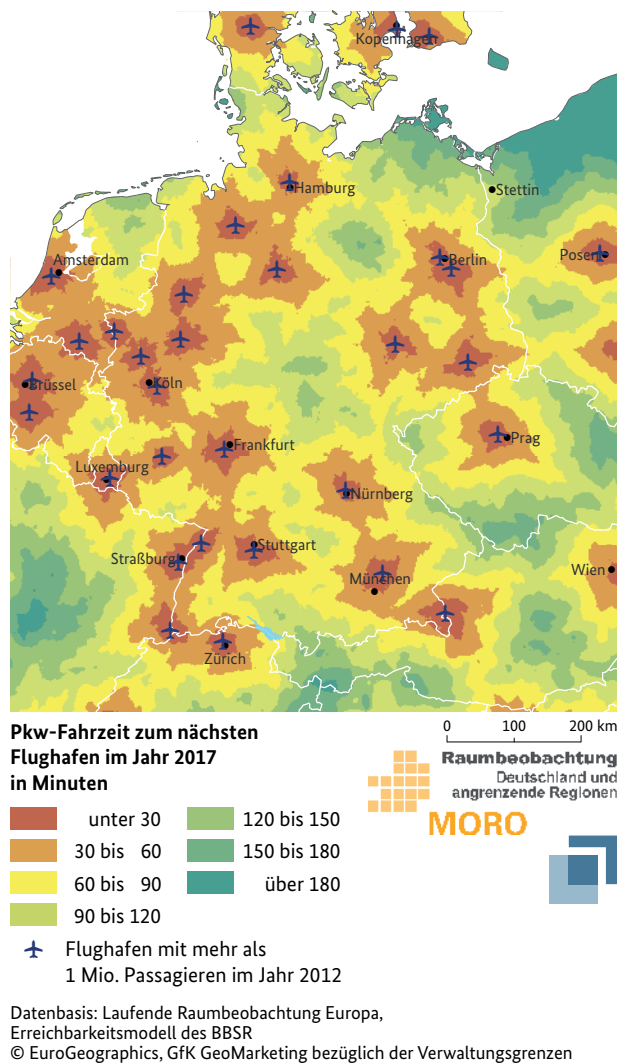 Kopenhagen
Hamburg
Stettin
Amsterdam
Berlin
Posen
Brüssel
Köln
Prag
Frankfurt
Luxemburg
Nürnberg
Straßburg
Stuttgart
Wien
München
Zürich
Pkw-Fahrzeit zum nächsten
Flughafen im Jahr 2017
in Minuten
0 100 200 km
Raumbeobachtung
Deutschland und
angrenzende Regionen
MORO
unter 30
30 bis 60
60 bis 90
90 bis 120
120 bis 150
150 bis 180
über 180
Flughafen mit mehr als
1 Mio. Passagieren im Jahr 2012
Datenbasis: Laufende Raumbeobachtung Europa,
Erreichbarkeitsmodell des BBSR
© EuroGeographics, GfK GeoMarketing bezüglich der Verwaltungsgrenzen